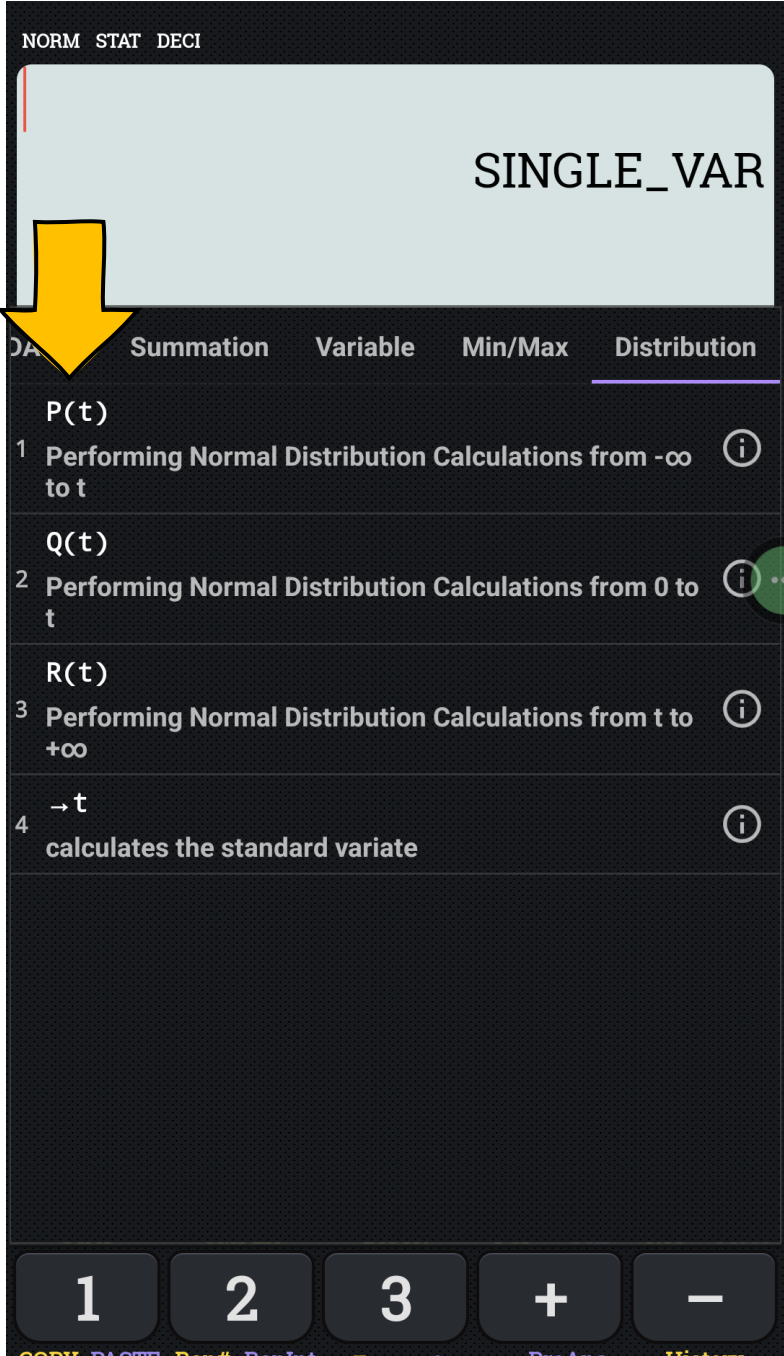 NORM STAT DECI
SINGLE_VAR
Summation Variable Min/Max Distribution
P(t)
1
Performing Normal Distribution Calculations from -∞
to t
Q(t)
2
Performing Normal Distribution Calculations from 0 to
t
R(t)
3
Performing Normal Distribution Calculations from t to
+∞
→t
4
calculates the standard variate
1 2 3 + −